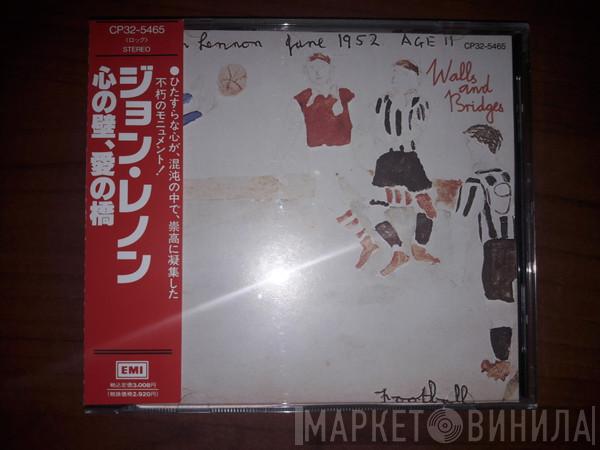 CP32-5465
〈ロック〉
STEREO
●ひたすらな心が、混沌の中で、崇高に凝集した
不朽のモニュメント!
ジョン・レノン
心の壁、愛の橋
EMI
税込定価3,008円
(税抜価格2,920円)
n Lennon June 1952 AGE 11
CP32-5465
Walls
and
Bridges
Football
МАРКЕТ ВИНИЛА